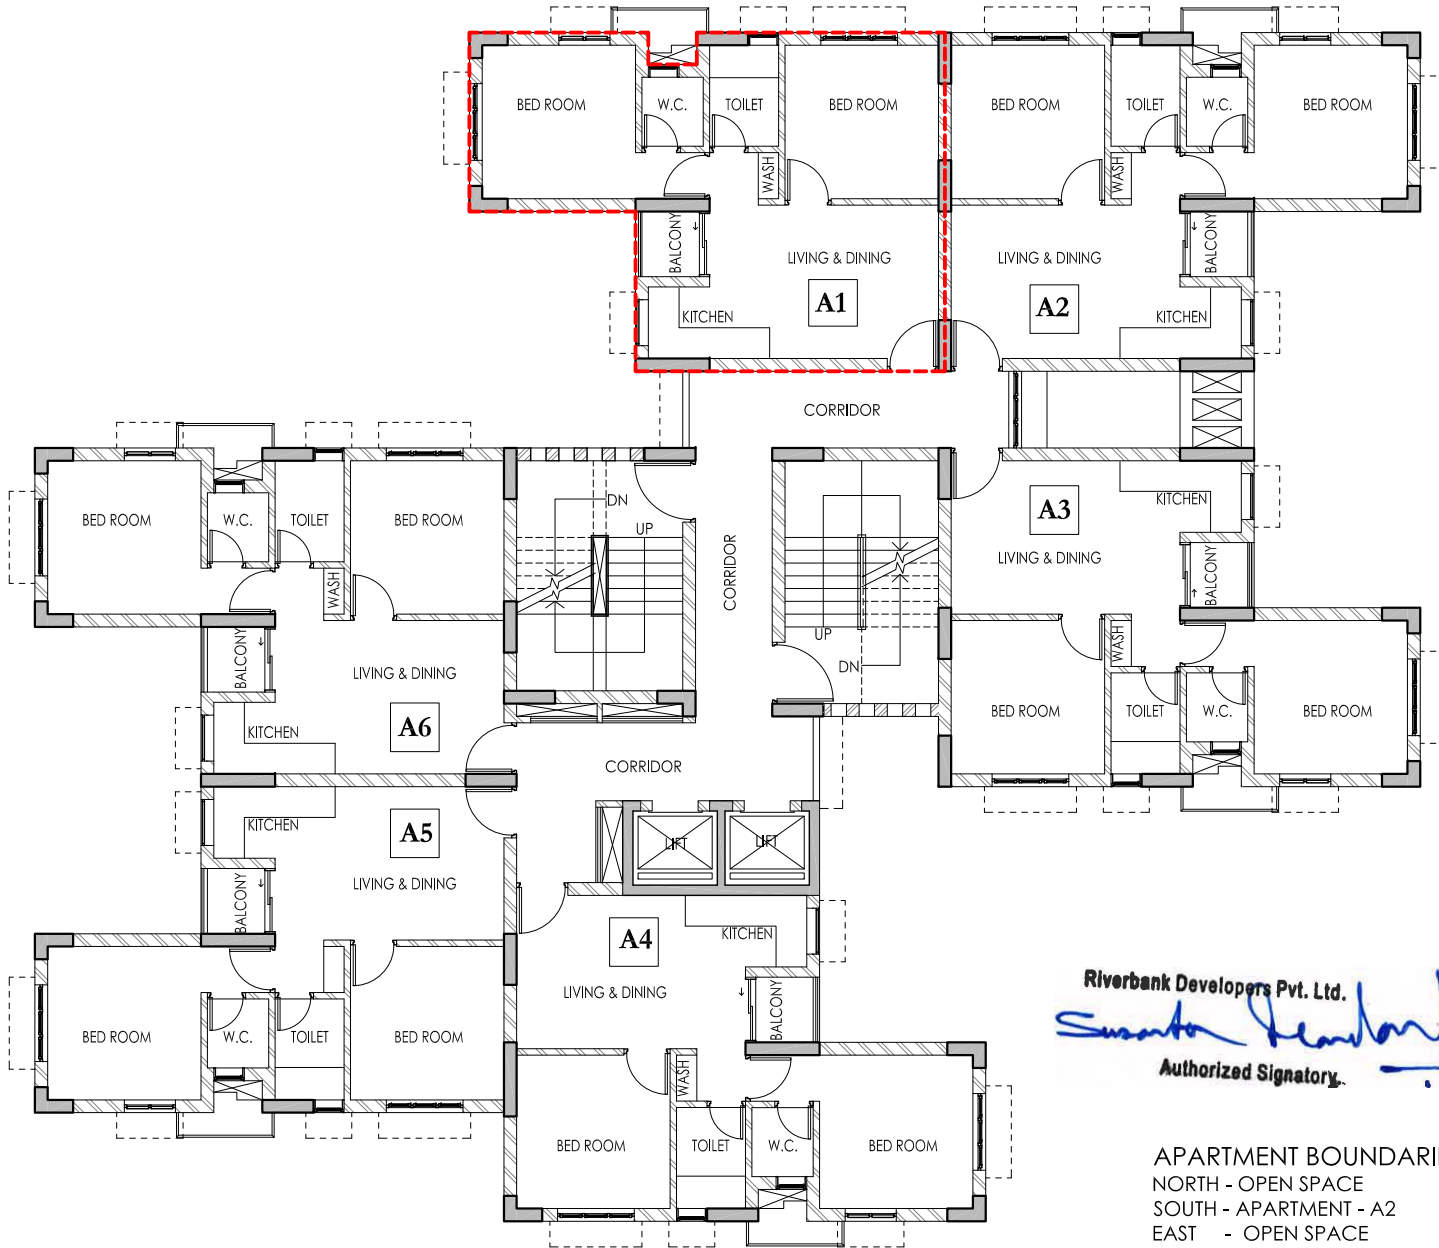 BED ROOM W.C. TOILET BED ROOM BED ROOM TOILET W.C. BED ROOM
WASH WASH
BALCONY LIVING & DINING LIVING & DINING BALCONY
A1 A2
KITCHEN KITCHEN
CORRIDOR
BED ROOM W.C. TOILET BED ROOM
DN
UP
CORRIDOR
KITCHEN
A3
LIVING & DINING
BALCONY
WASH
UP
DN
WASH
BALCONY
LIVING & DINING
BED ROOM TOILET W.C. BED ROOM
A6
KITCHEN
CORRIDOR
KITCHEN
A5
LIFT LIFT
LIVING & DINING
BALCONY
A4
KITCHEN
LIVING & DINING
BALCONY
BED ROOM W.C. TOILET BED ROOM
WASH
BED ROOM TOILET W.C. BED ROOM
Riverbank Developers Pvt. Ltd.
Authorized Signatory.
APARTMENT BOUNDARI
NORTH - OPEN SPACE
SOUTH - APARTMENT - A2
EAST - OPEN SPACE